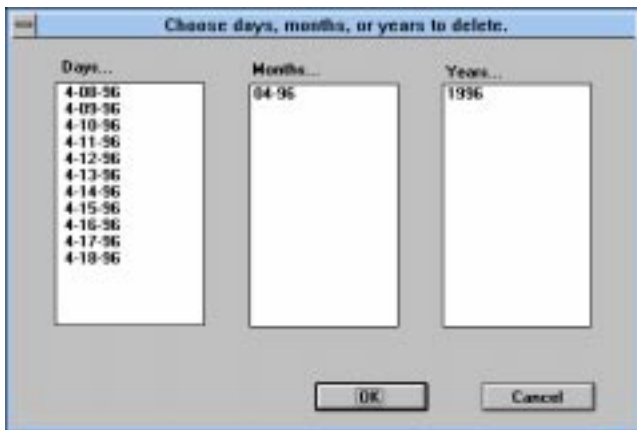 Choose days, months, or years to delete.
Days...
4-08-96
4-09-96
4-10-96
4-11-96
4-12-96
4-13-96
4-14-96
4-15-96
4-16-96
4-17-96
4-18-96
Months...
04-96
Years...
1996
OK
Cancel